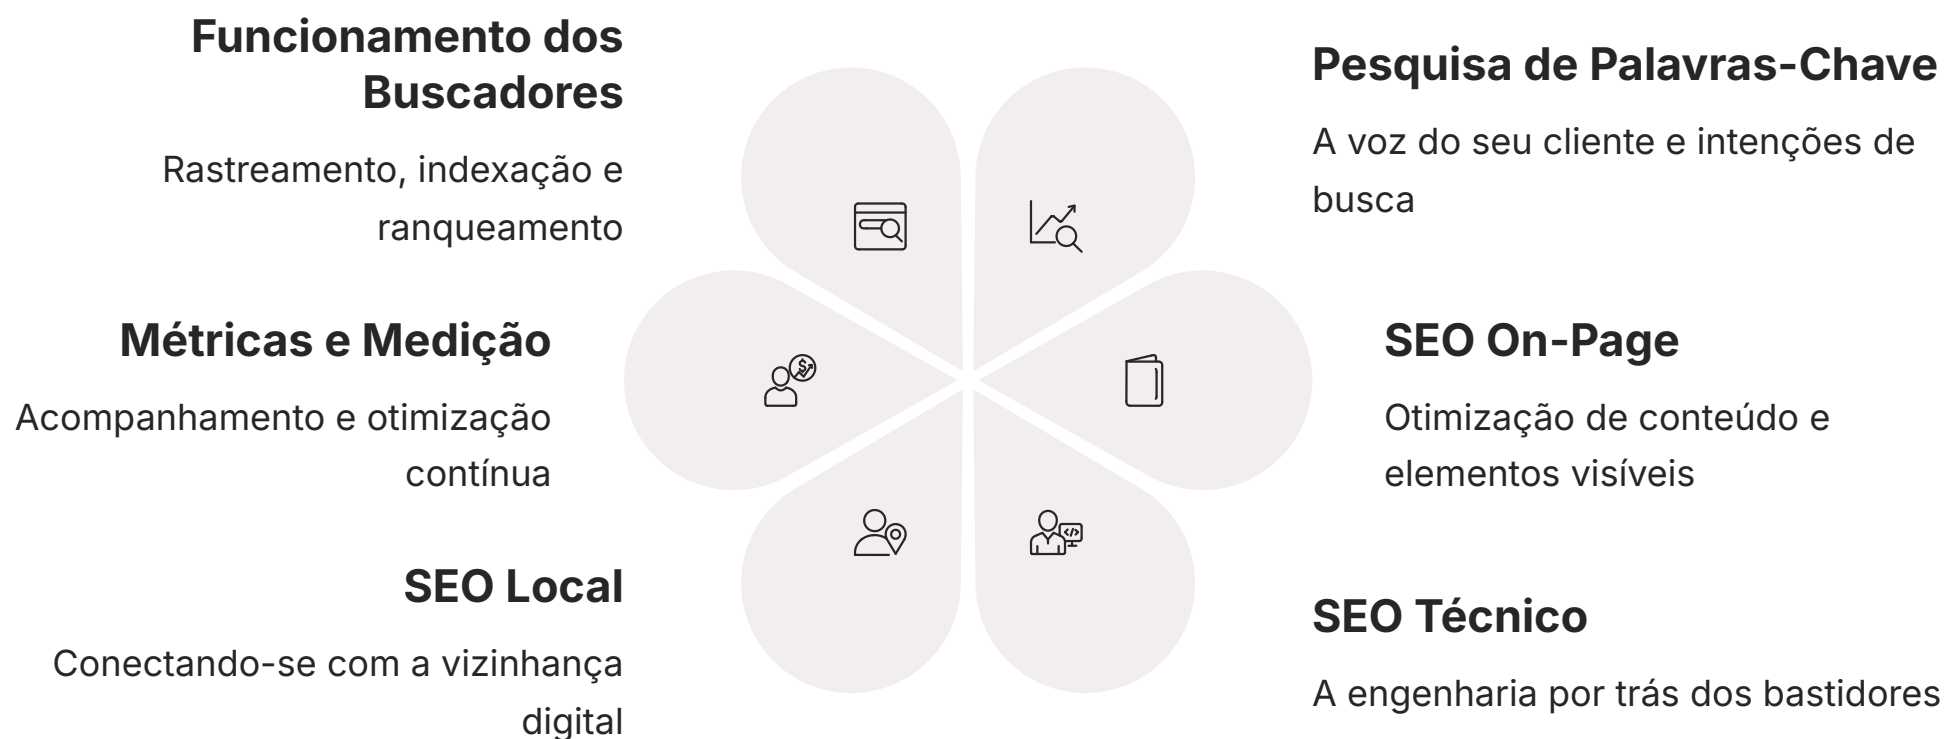 Funcionamento dos
Buscadores
Rastreamento, indexação e
ranqueamento
Pesquisa de Palavras-Chave
A voz do seu cliente e intenções de
busca
Métricas e Medição
Acompanhamento e otimização
contínua
SEO On-Page
Otimização de conteúdo e
elementos visíveis
SEO Local
Conectando-se com a vizinhança
digital
SEO Técnico
A engenharia por trás dos bastidores